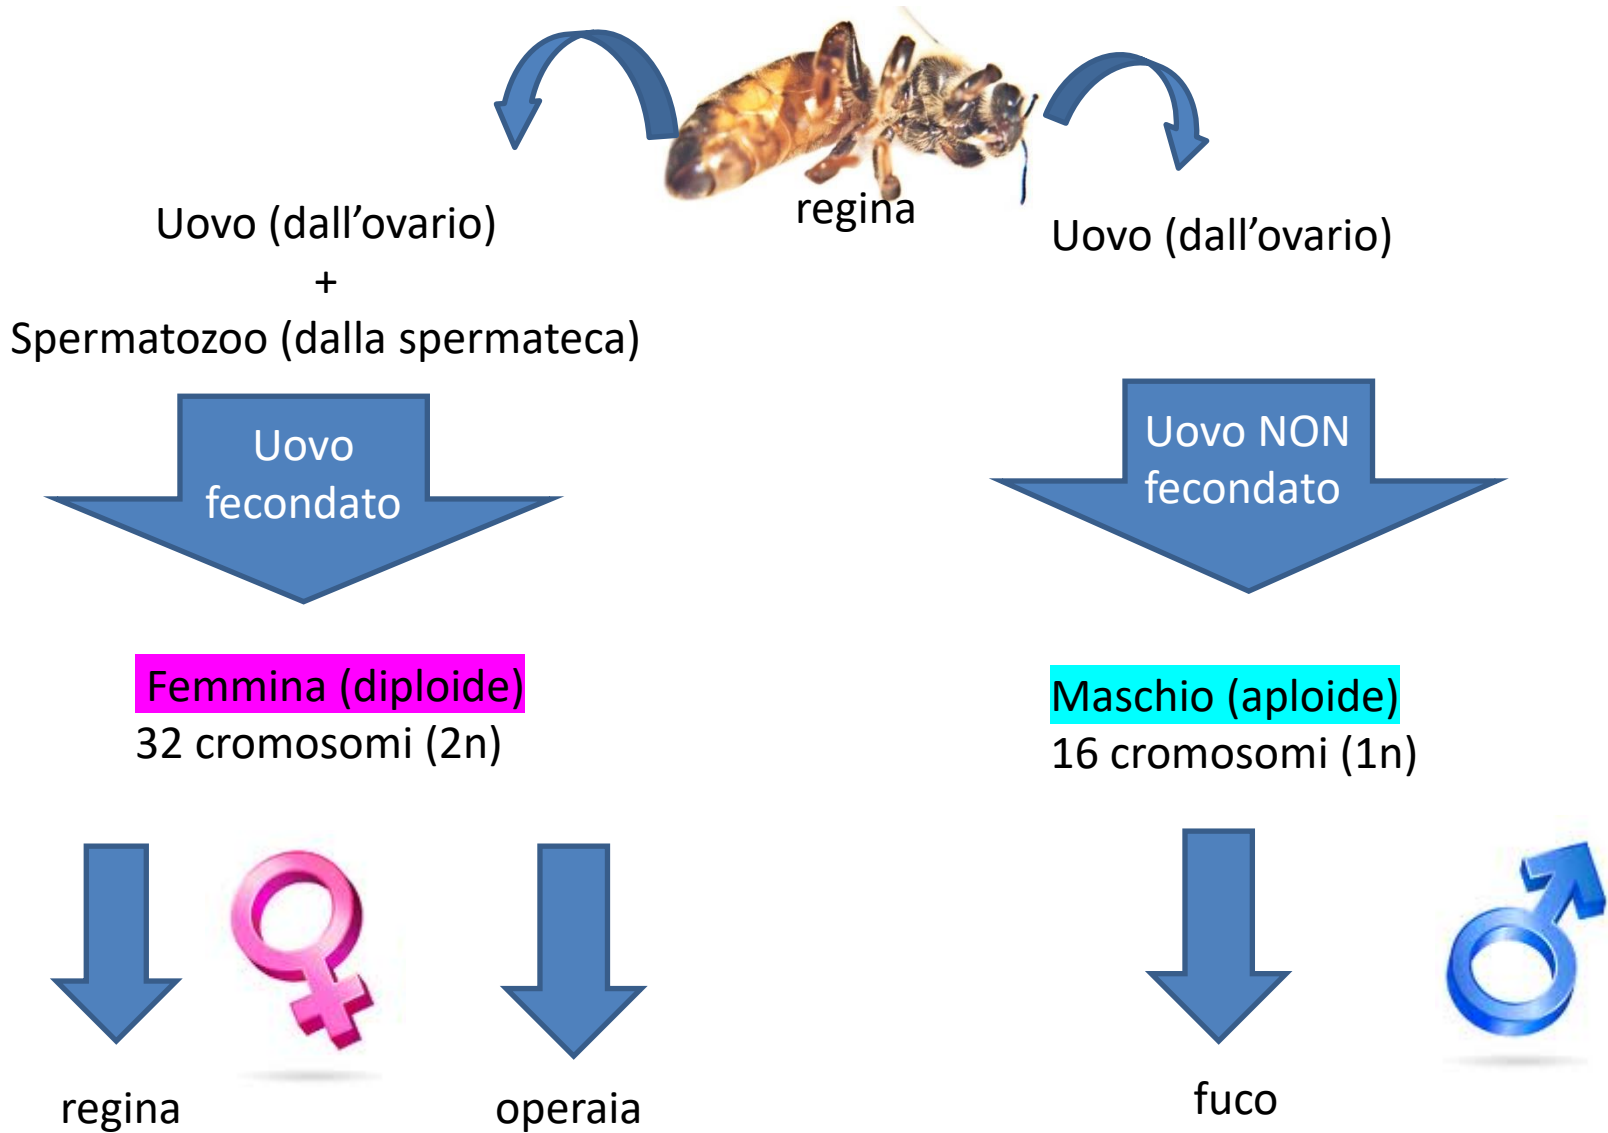 regina
Uovo (dall’ovario)
+
Spermatozoo (dalla spermateca)
Uovo
fecondato
Femmina (diploide)
32 cromosomi (2n)
regina
operaia
Uovo (dall’ovario)
Uovo NON
fecondato
Maschio (aploide)
16 cromosomi (1n)
fuco